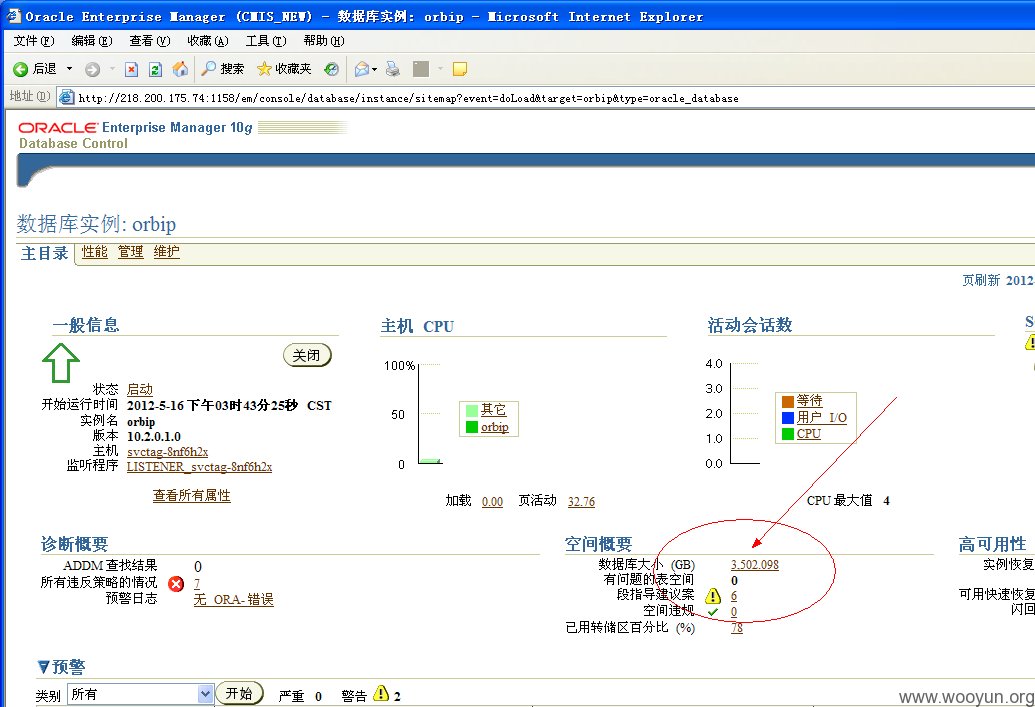 Oracle Enterprise Manager (CMIS_NEW) - 数据库实例: orbip - Microsoft Internet Explorer
文件(F) 编辑(E) 查看(V) 收藏(A) 工具(T) 帮助(H)
后退 搜索 收藏夹
地址(D) http://218.200.175.74:1158/em/console/database/instance/sitemap?event=doLoad&target=orbip&type=oracle_database
ORACLE Enterprise Manager 10g
Database Control
数据库实例: orbip
主目录 性能 管理 维护
页刷新 2012
一般信息
关闭
状态 启动
开始运行时间 2012-5-16 下午03时43分25秒 CST
实例名 orbip
版本 10.2.0.1.0
主机 svctag-8nf6h2x
监听程序 LISTENER_svctag-8nf6h2x
查看所有属性
主机 CPU
100%
50
0
其它
orbip
加载 0.00 页活动 32.76
活动会话数
4.0
3.0
2.0
1.0
0.0
等待
用户 I/O
CPU
CPU 最大值 4
S
诊断概要
ADDM 查找结果 0
所有违反策略的情况 7
预警日志 无 ORA-错误
空间概要
数据库大小 (GB) 3,502.098
有问题的表空间 0
段指导建议案 6
空间违规 0
已用转储区百分比 (%) 78
高可用性
实例恢复
可用快速恢复
闪回
预警
类别 所有 开始 严重 0 警告 2
www.wooyun.org